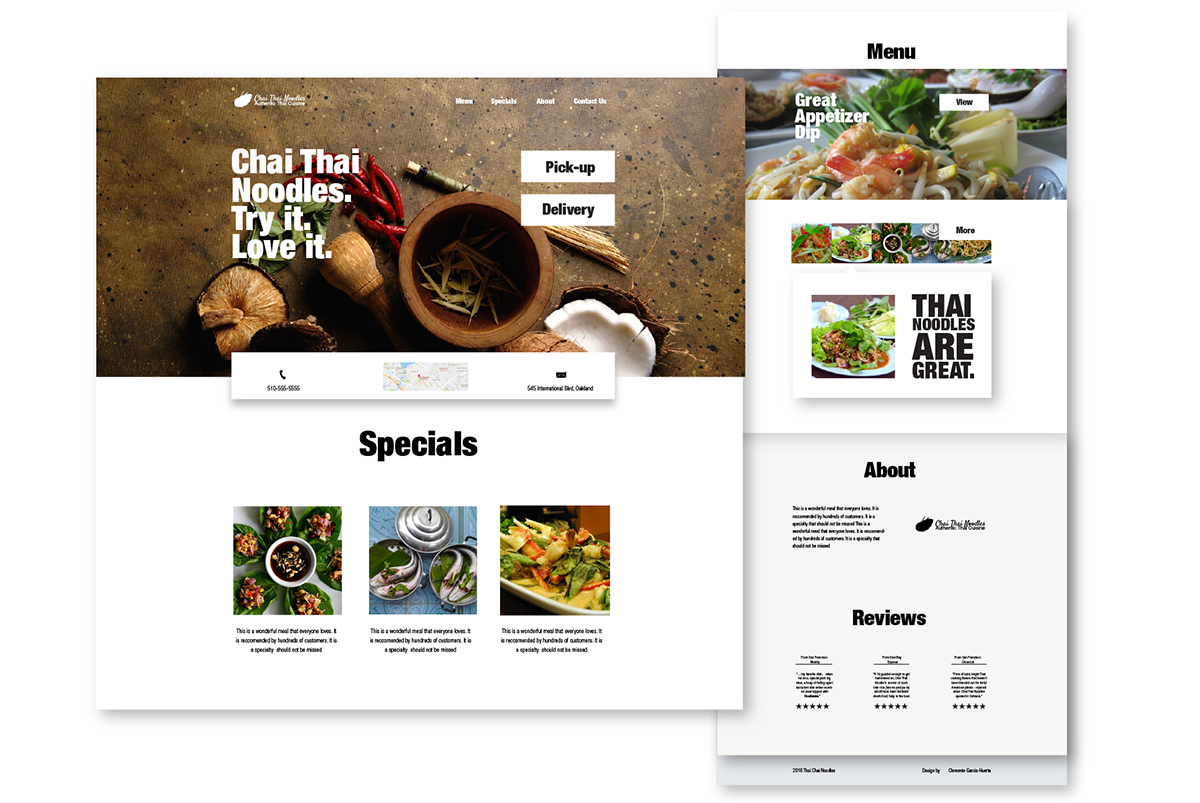 Chai Thai Noodles
Authentic Thai Cuisine
Menu
Specials
About
Contact Us
Chai Thai
Noodles.
Try it.
Love it.
Pick-up
Delivery
510-555-5555
545 International Blvd, Oakland
Specials
This is a wonderful meal that everyone loves. It
is reccomended by hundreds of customers. It is
a specialty should not be missed
This is a wonderful meal that everyone loves. It
is reccomended by hundreds of customers. It is
a specialty should not be missed
This is a wonderful meal that everyone loves. It
is reccomended by hundreds of customers. It is
a specialty should not be missed
Menu
Great
Appetizer
Dip
View
More
THAI
NOODLES
ARE
GREAT.
About
This is a wonderful meal that everyone loves. It is
reccomended by hundreds of customers. It is a
specialty that should not be missed This is a
wonderful meal that everyone loves. It is reccomend-
ed by hundreds of customers. It is a specialty that
should not be missed
Chai Thai Noodles
Authentic Thai Cuisine
Reviews
From San Francisco
Weekly
From East Bay
Express
From San Francisco
Chronicle
★★★★★
★★★★★
★★★★★
2016 Thai Chai Noodles
Design by
Clemente Garcia-Huerta